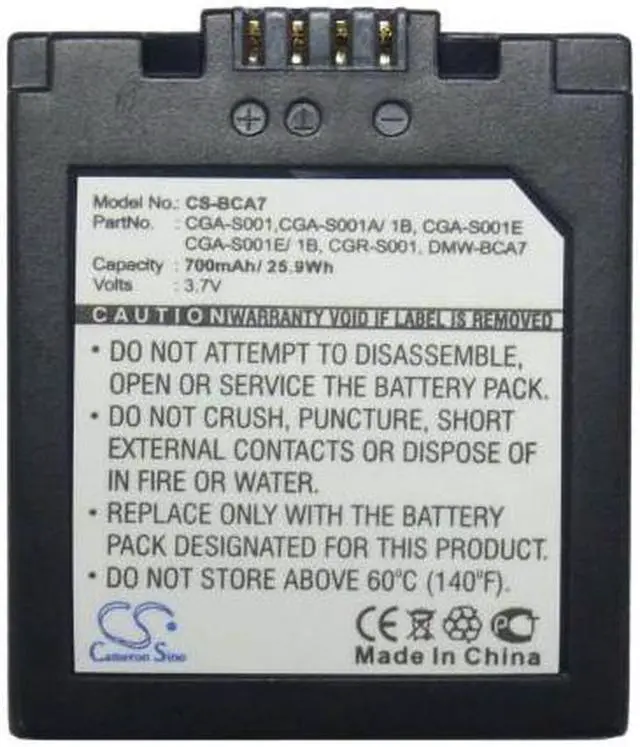 + −
Model No.: CS-BCA7
PartNo. : CGA-S001,CGA-S001A/ 1B, CGA-S001E
CGA-S001E/ 1B, CGR-S001, DMW-BCA7
Capacity : 700mAh/ 25.9Wh
Volts : 3.7V
CAUTION WARRANTY VOID IF LABEL IS REMOVED
• DO NOT ATTEMPT TO DISASSEMBLE,
OPEN OR SERVICE THE BATTERY PACK.
• DO NOT CRUSH, PUNCTURE, SHORT
EXTERNAL CONTACTS OR DISPOSE OF
IN FIRE OR WATER.
• REPLACE ONLY WITH THE BATTERY
PACK DESIGNATED FOR THIS PRODUCT.
• DO NOT STORE ABOVE 60°C (140°F).
CS
Cameron Sino
CE
Made In China